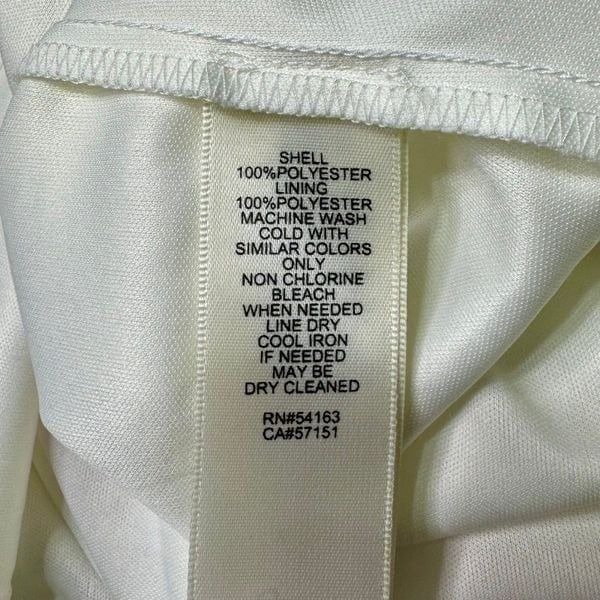 SHELL
100%POLYESTER
LINING
100%POLYESTER
MACHINE WASH
COLD WITH
SIMILAR COLORS
ONLY
NON CHLORINE
BLEACH
WHEN NEEDED
LINE DRY
COOL IRON
IF NEEDED
MAY BE
DRY CLEANED
RN#54163
CA#57151